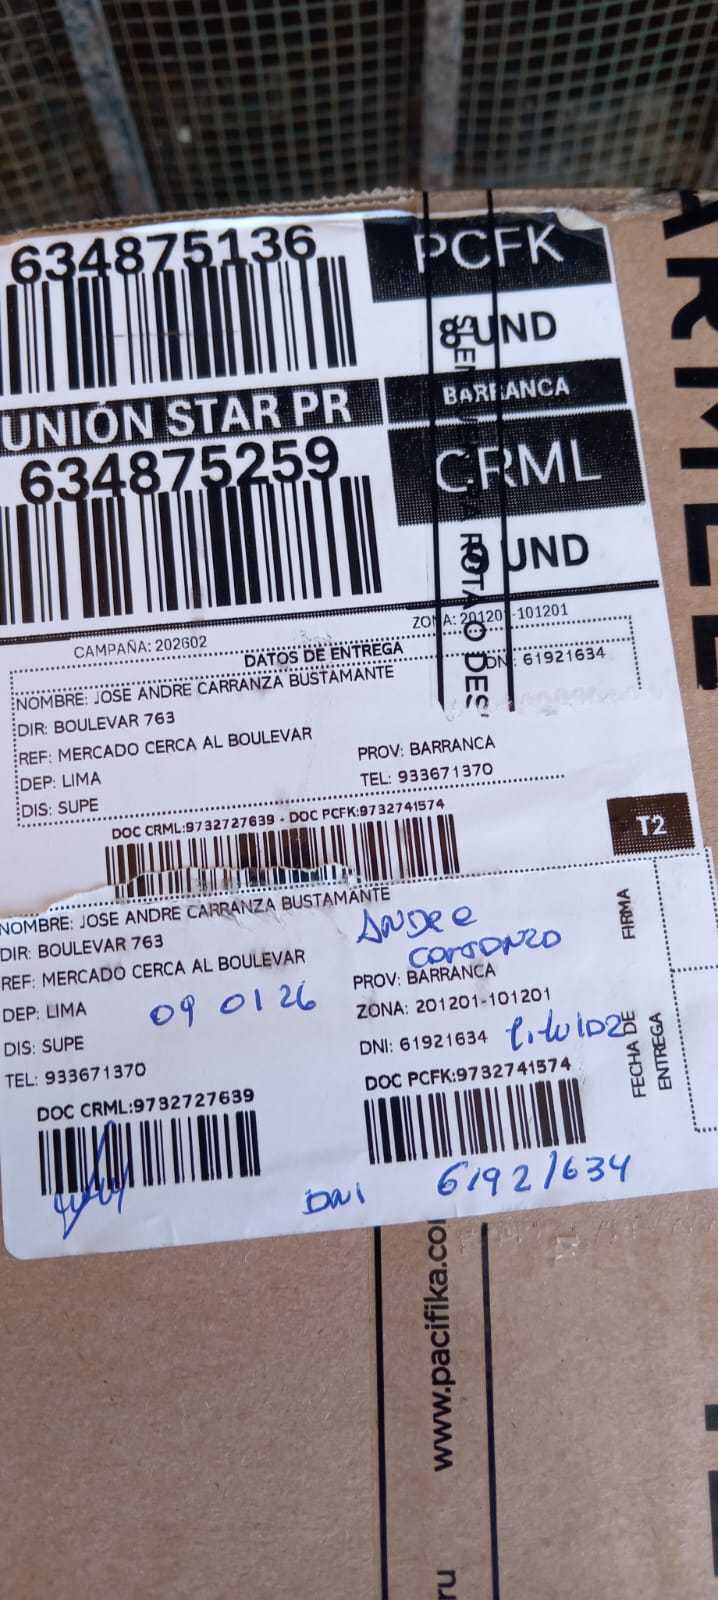 634875136
PCFK
8 UND
UNIÓN STAR PR
BARRANCA
634875259
CRML
UND
CAMPAÑA: 202602
ZONA: 201201-101201
DATOS DE ENTREGA
DNI: 61921634
NOMBRE: JOSE ANDRE CARRANZA BUSTAMANTE
DIR: BOULEVAR 763
REF: MERCADO CERCA AL BOULEVAR
DEP: LIMA
PROV: BARRANCA
DIS: SUPE
TEL: 933671370
DOC CRML:9732727639 - DOC PCFK:9732741574
T2
NOMBRE: JOSE ANDRE CARRANZA BUSTAMANTE
DIR: BOULEVAR 763
REF: MERCADO CERCA AL BOULEVAR
DEP: LIMA
DIS: SUPE
TEL: 933671370
09 01 26
ANDRE
PROV: BARRANCA
ZONA: 201201-101201
DNI: 61921634
DOC CRML:9732727639
DOC PCFK:9732741574
FIRMA
FECHA DE
ENTREGA
DNI 61921634
ROTA O DES
www.pacifika.co
ru
ARMEL